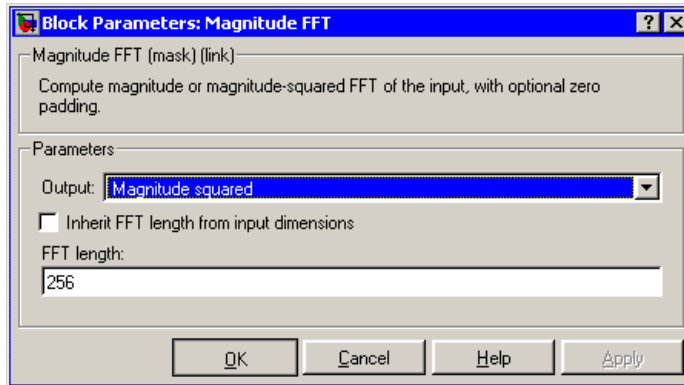 Block Parameters: Magnitude FFT
Magnitude FFT (mask) (link)
Compute magnitude or magnitude-squared FFT of the input, with optional zero
padding.
Parameters
Output: Magnitude squared
Inherit FFT length from input dimensions
FFT length:
256
OK Cancel Help Apply